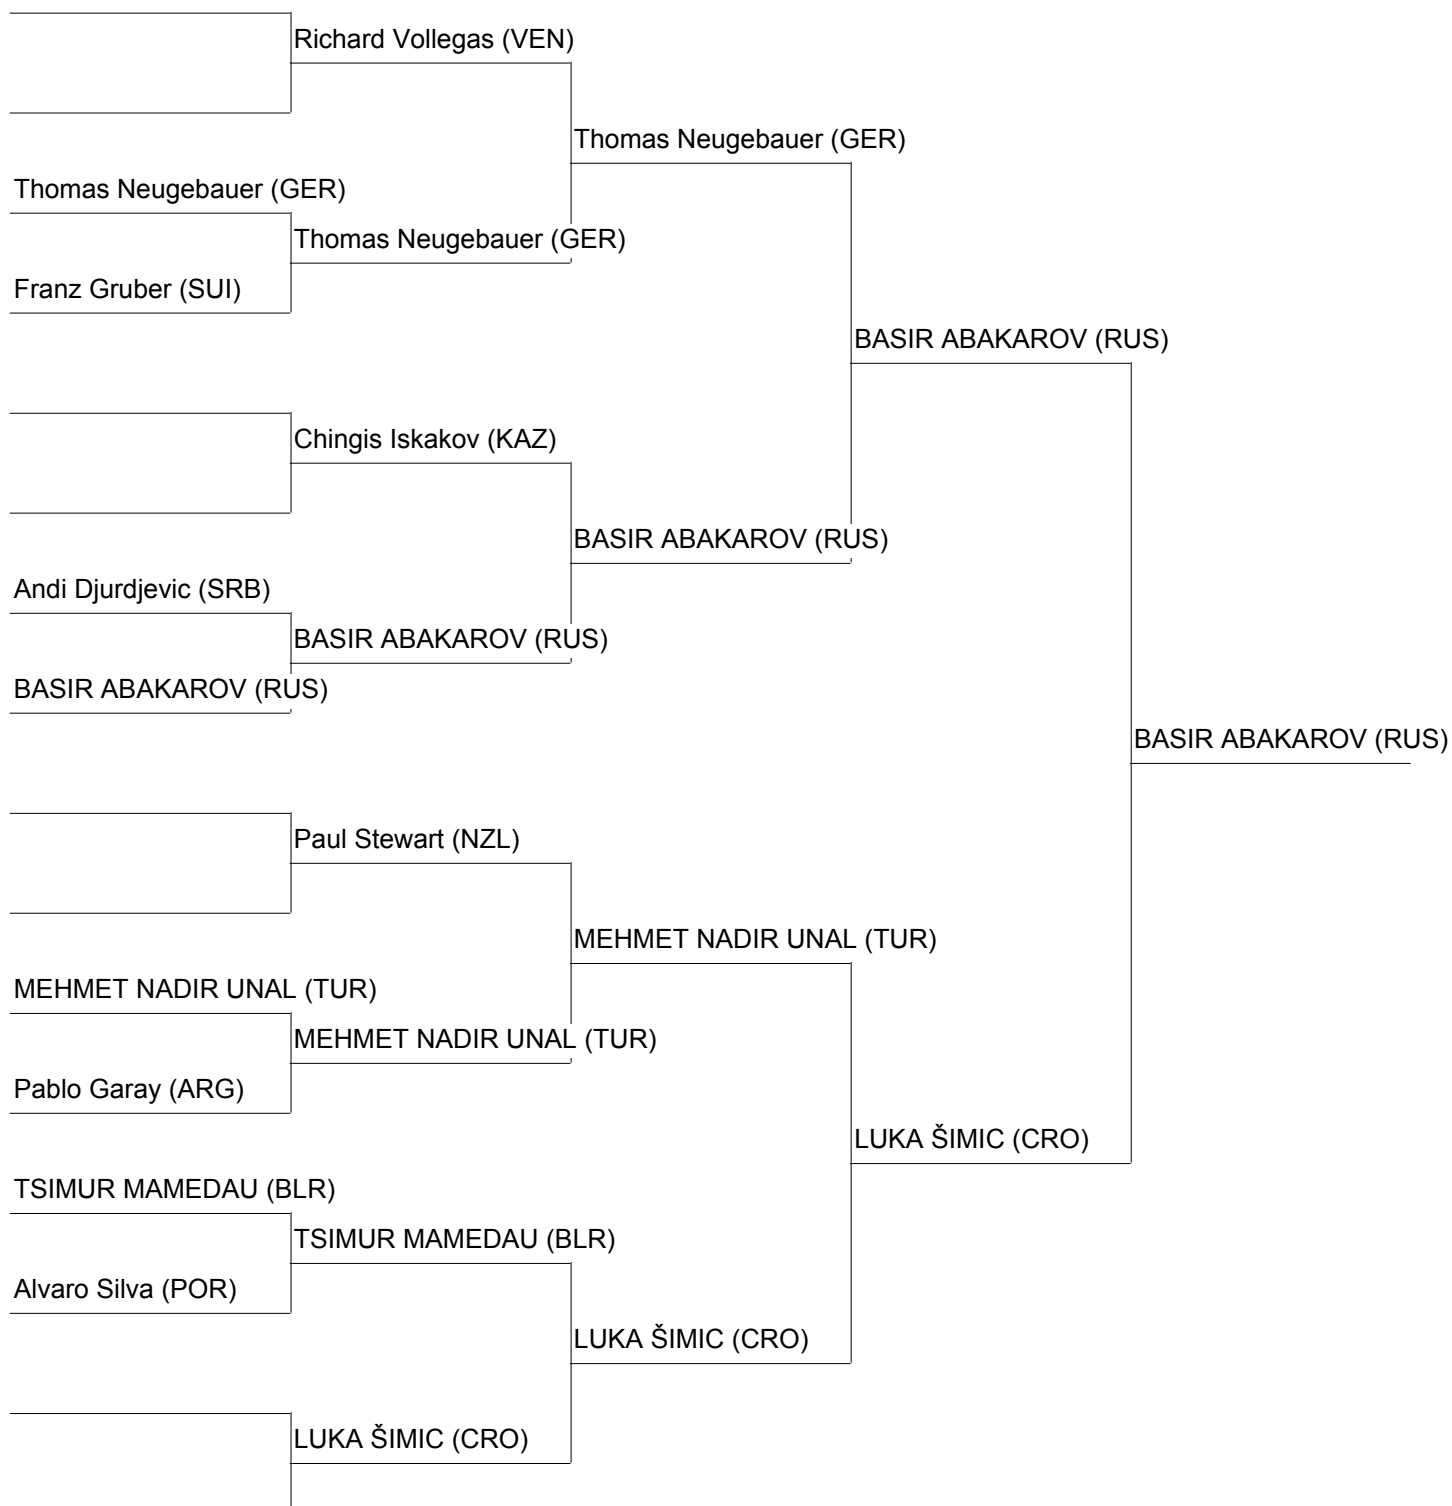 Richard Vollegas (VEN)
Thomas Neugebauer (GER)
Thomas Neugebauer (GER)
Thomas Neugebauer (GER)
Franz Gruber (SUI)
BASIR ABAKAROV (RUS)
Chingis Iskakov (KAZ)
BASIR ABAKAROV (RUS)
Andi Djurdjevic (SRB)
BASIR ABAKAROV (RUS)
BASIR ABAKAROV (RUS)
BASIR ABAKAROV (RUS)
Paul Stewart (NZL)
MEHMET NADIR UNAL (TUR)
MEHMET NADIR UNAL (TUR)
MEHMET NADIR UNAL (TUR)
Pablo Garay (ARG)
LUKA ŠIMIC (CRO)
TSIMUR MAMEDAU (BLR)
TSIMUR MAMEDAU (BLR)
Alvaro Silva (POR)
LUKA ŠIMIC (CRO)
LUKA ŠIMIC (CRO)